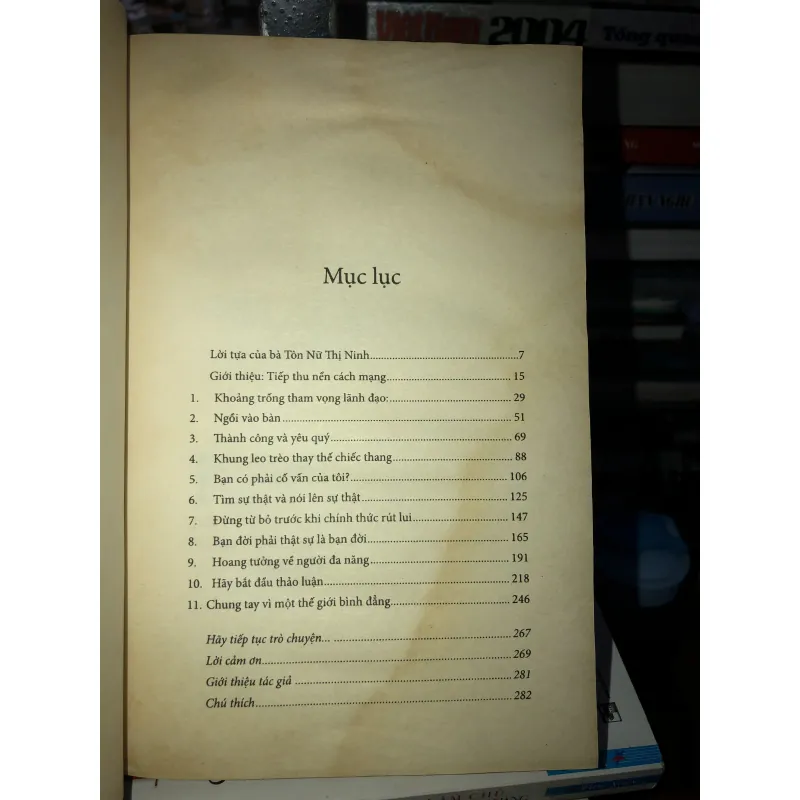 Việt Nam 2004 Tổng quan
Mục lục
Lời tựa của bà Tôn Nữ Thị Ninh 7
Giới thiệu: Tiếp thu nền cách mạng 15
1. Khoảng trống tham vọng lãnh đạo: 29
2. Ngồi vào bàn 51
3. Thành công và yêu quý 69
4. Khung leo trèo thay thế chiếc thang 88
5. Bạn có phải cố vấn của tôi? 106
6. Tìm sự thật và nói lên sự thật 125
7. Đừng từ bỏ trước khi chính thức rút lui 147
8. Bạn đời phải thật sự là bạn đời 165
9. Hoang tưởng về người đa năng 191
10. Hãy bắt đầu thảo luận 218
11. Chung tay vì một thế giới bình đẳng 246
Hãy tiếp tục trò chuyện... 267
Lời cảm ơn 269
Giới thiệu tác giả 281
Chú thích 282